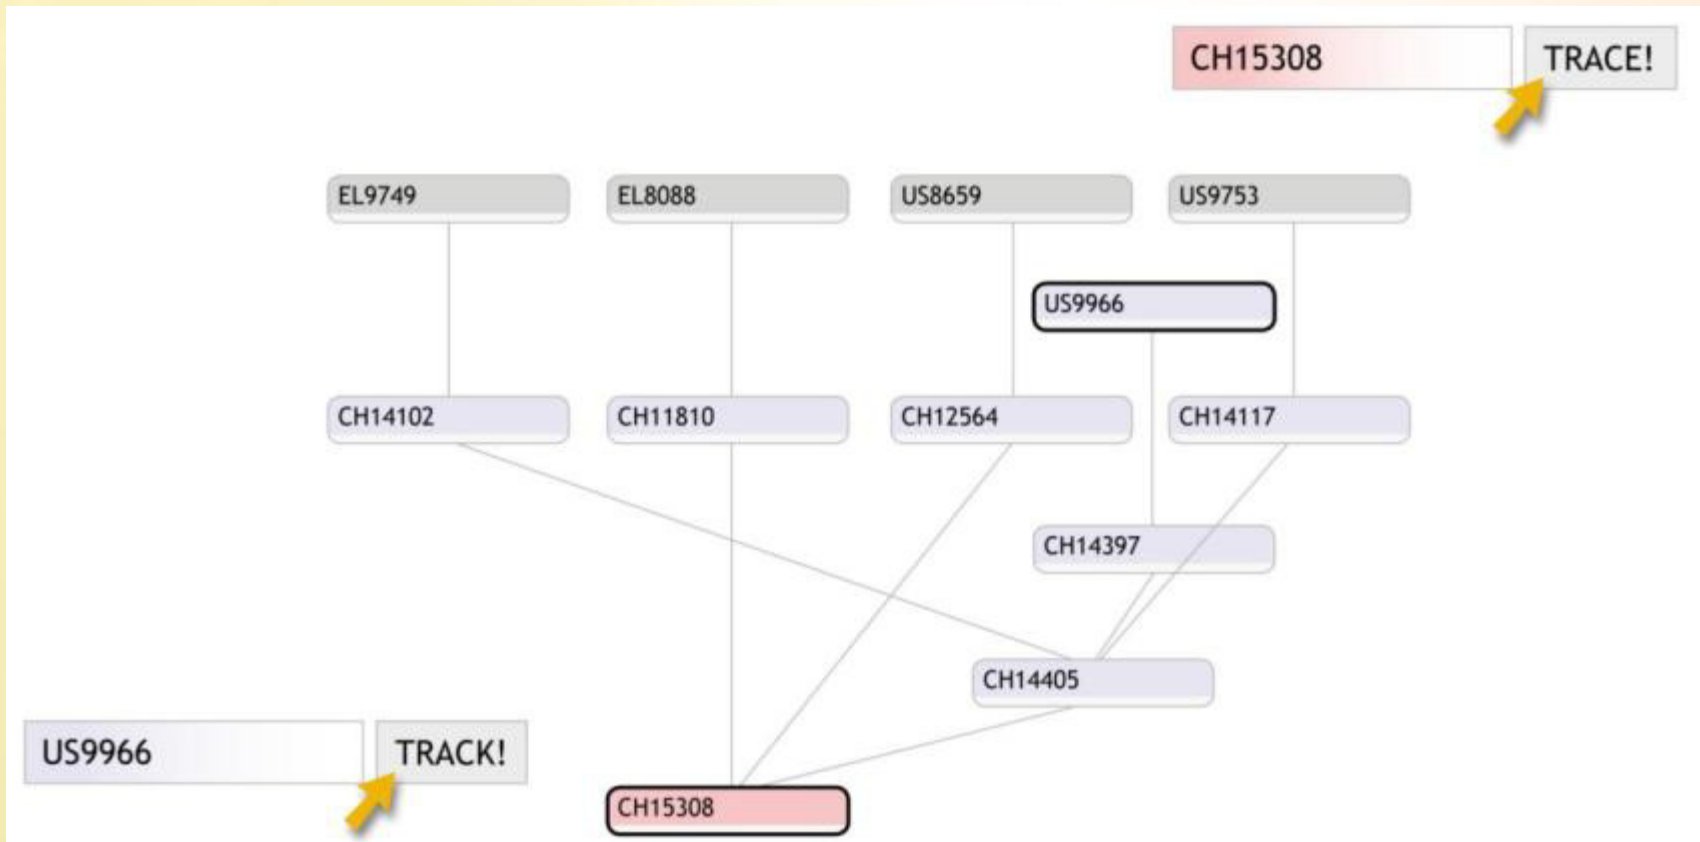 CH15308 TRACE!
EL9749 EL8088 US8659 US9753
US9966
CH14102 CH11810 CH12564 CH14117
CH14397
CH14405
US9966 TRACK!
CH15308